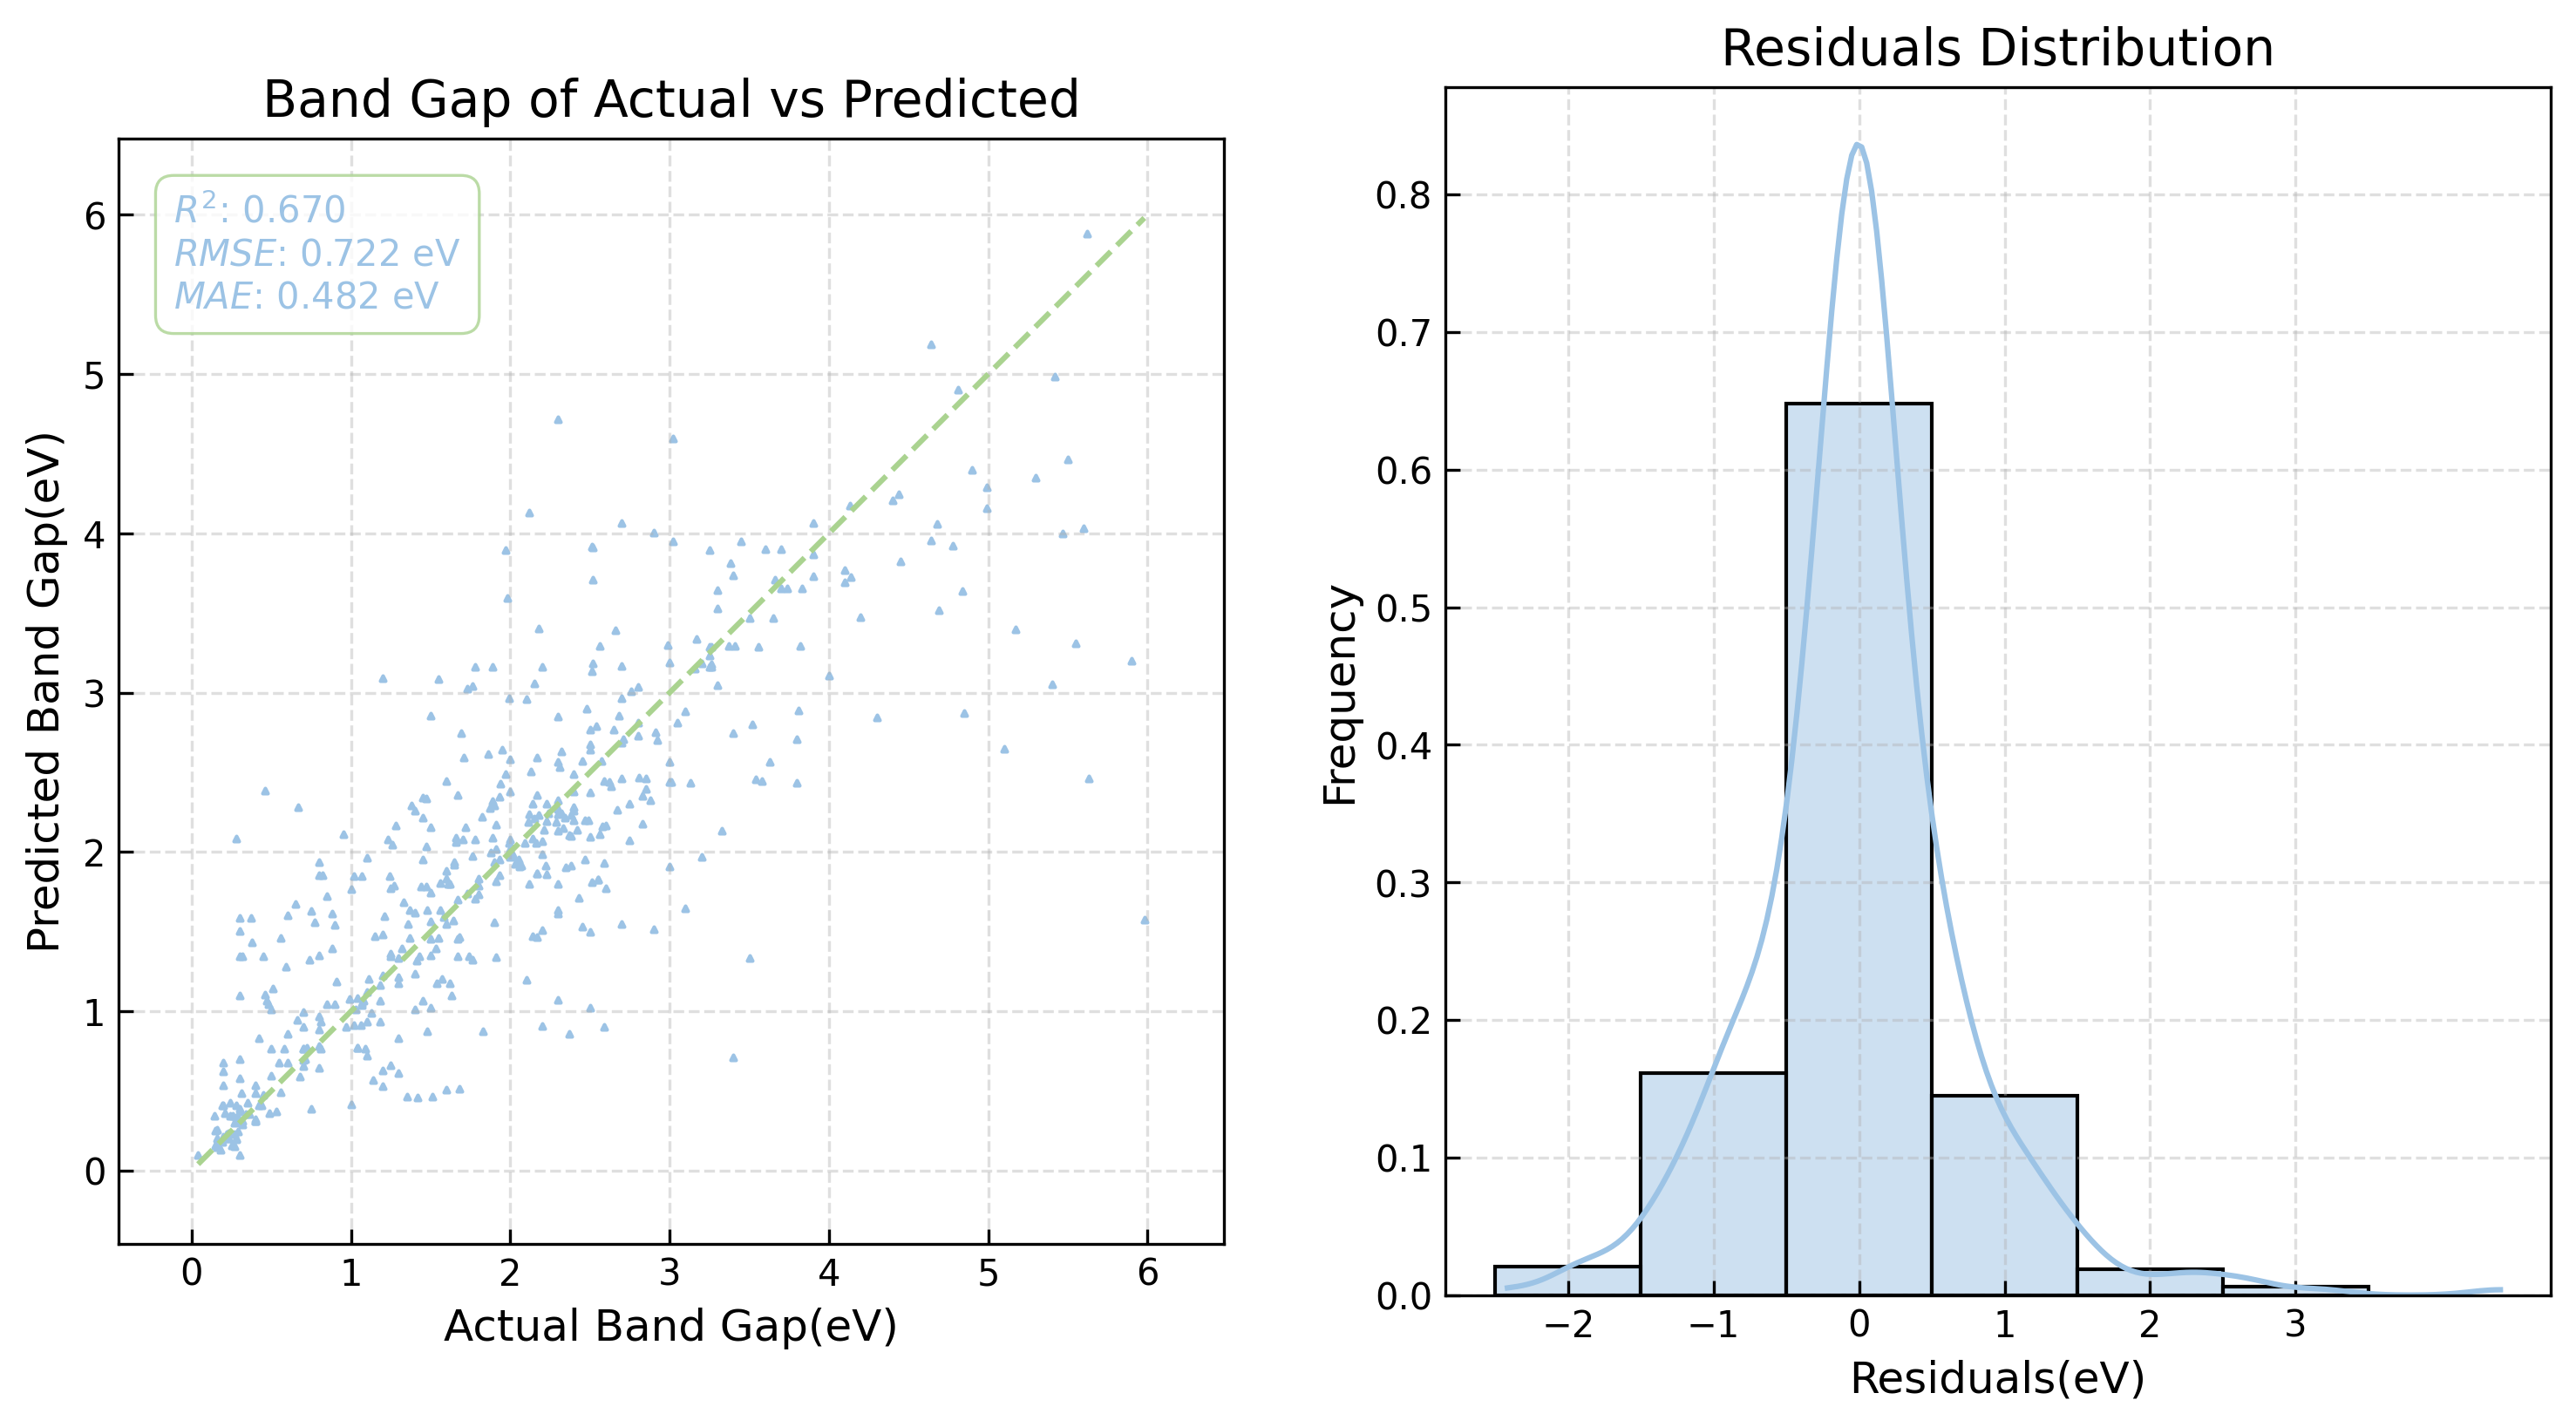 Band Gap of Actual vs Predicted
R²: 0.670
RMSE: 0.722 eV
MAE: 0.482 eV
Predicted Band Gap(eV)
6
5
4
3
2
1
0
0 1 2 3 4 5 6
Actual Band Gap(eV)
Residuals Distribution
Frequency
0.8
0.7
0.6
0.5
0.4
0.3
0.2
0.1
0.0
−2 −1 0 1 2 3
Residuals(eV)